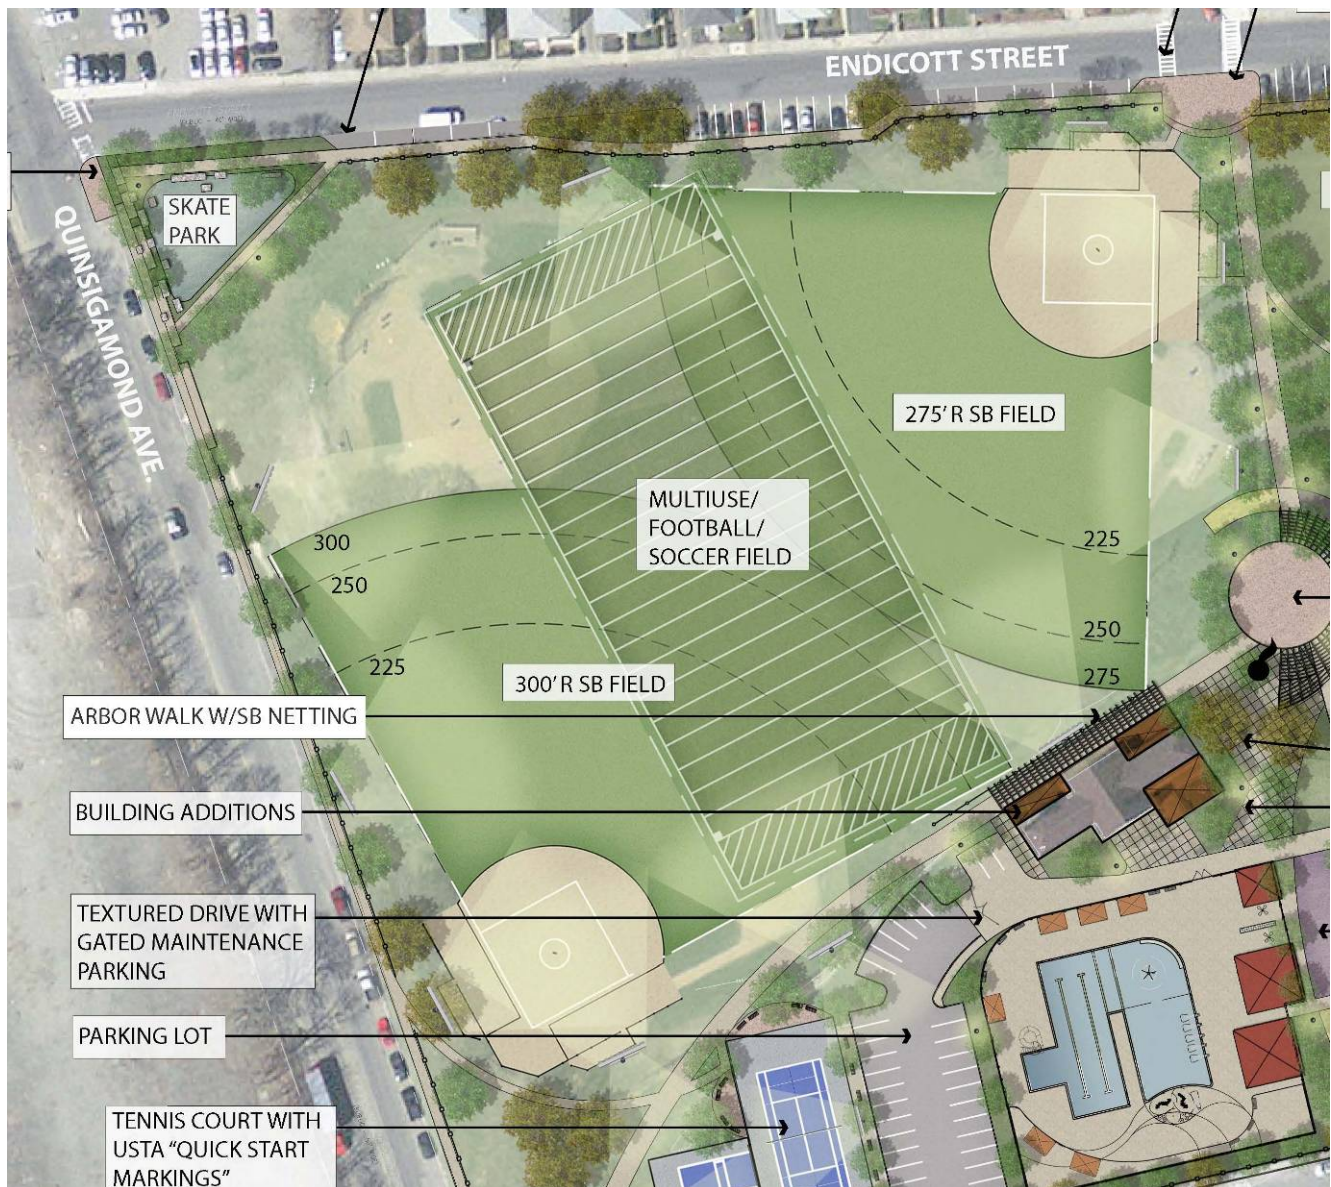 ENDICOTT STREET
SKATE
PARK
QUINSIGAMOND AVE.
275' R SB FIELD
MULTIUSE/
FOOTBALL/
SOCCER FIELD
300
250
225
225
250
275
300' R SB FIELD
ARBOR WALK W/SB NETTING
BUILDING ADDITIONS
TEXTURED DRIVE WITH
GATED MAINTENANCE
PARKING
PARKING LOT
TENNIS COURT WITH
USTA “QUICK START
MARKINGS”